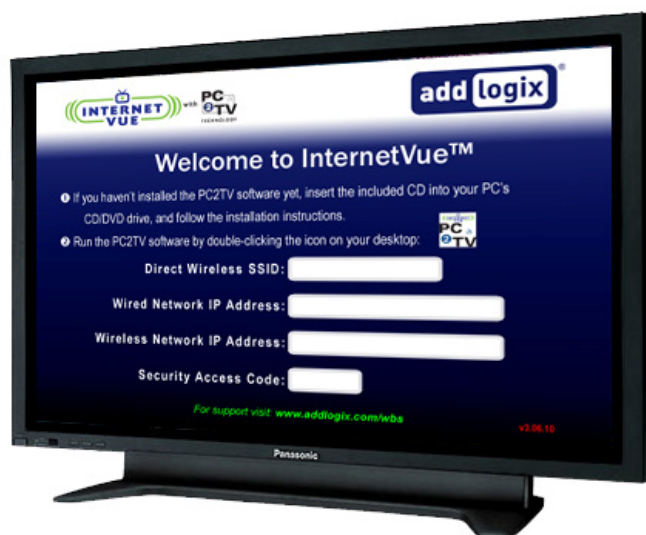 INTERNET VUE with PC 2 TV TECHNOLOGY
add logix®
Welcome to InternetVue™
❶ If you haven't installed the PC2TV software yet, insert the included CD into your PC's
CD/DVD drive, and follow the installation instructions.
❷ Run the PC2TV software by double-clicking the icon on your desktop: PC 2 TV
Direct Wireless SSID:
Wired Network IP Address:
Wireless Network IP Address:
Security Access Code:
For support visit: www.addlogix.com/wbs
v3.06.10
Panasonic